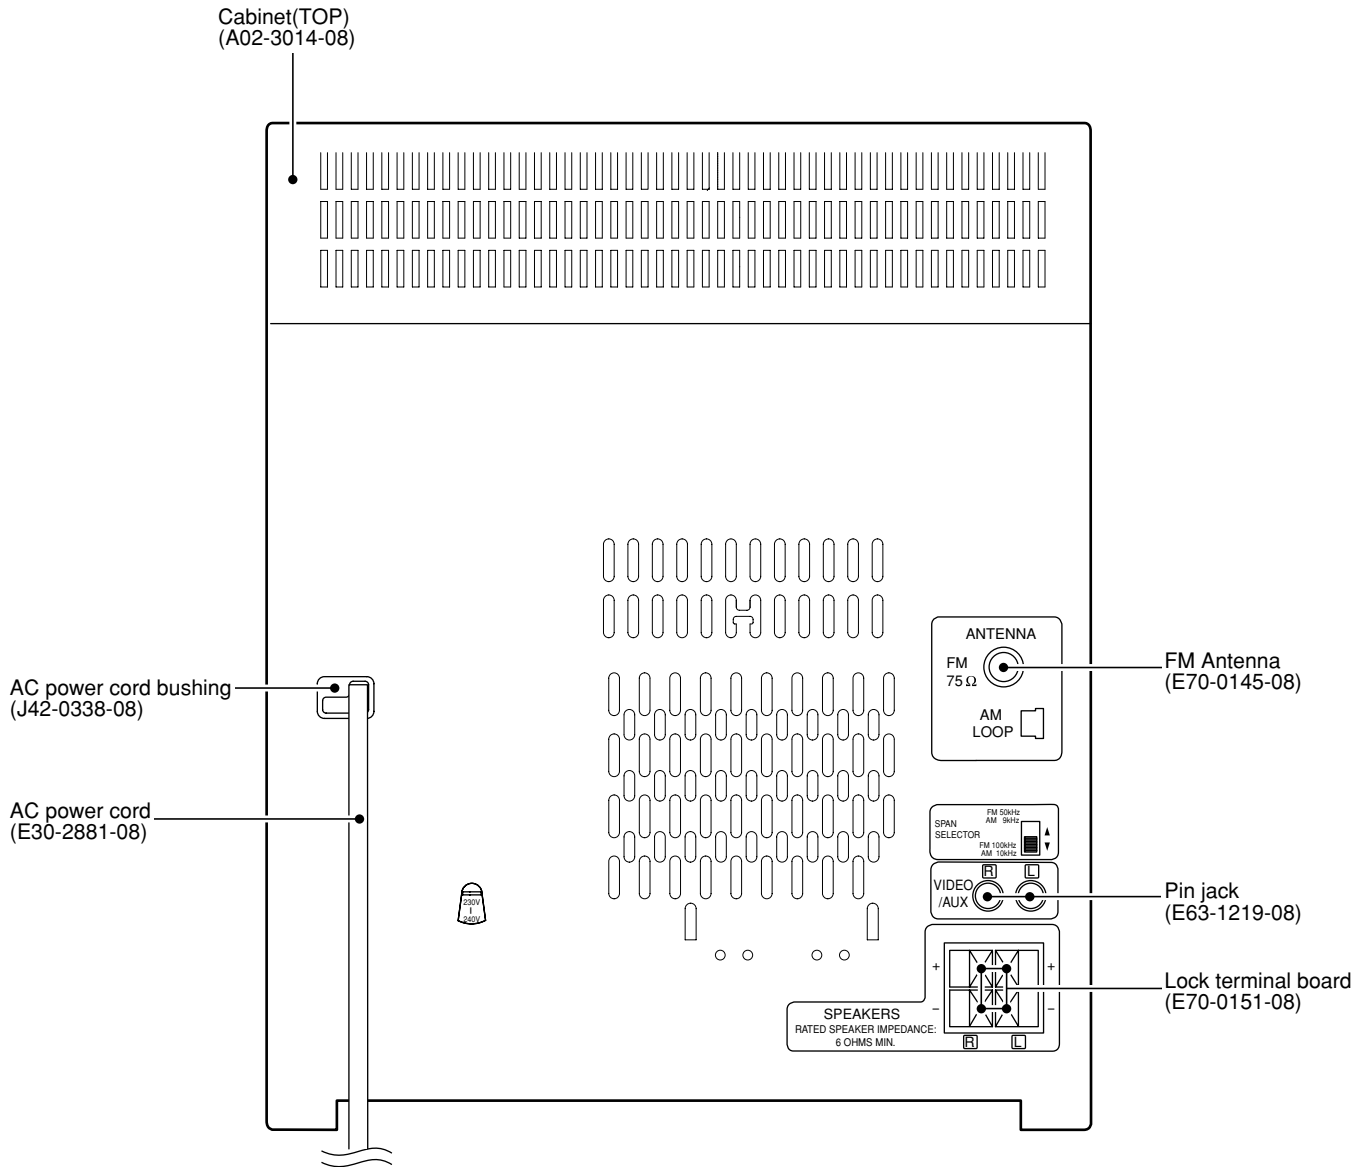 Cabinet(TOP)
(A02-3014-08)
ANTENNA
FM
75Ω
AM
LOOP
FM Antenna
(E70-0145-08)
AC power cord bushing
(J42-0338-08)
AC power cord
(E30-2881-08)
SPAN
SELECTOR
FM 50kHz
AM 9kHz
FM 100kHz
AM 10kHz
R L
VIDEO
/AUX
Pin jack
(E63-1219-08)
230V
240V
+ +
− −
Lock terminal board
(E70-0151-08)
SPEAKERS
RATED SPEAKER IMPEDANCE:
6 OHMS MIN.
R L